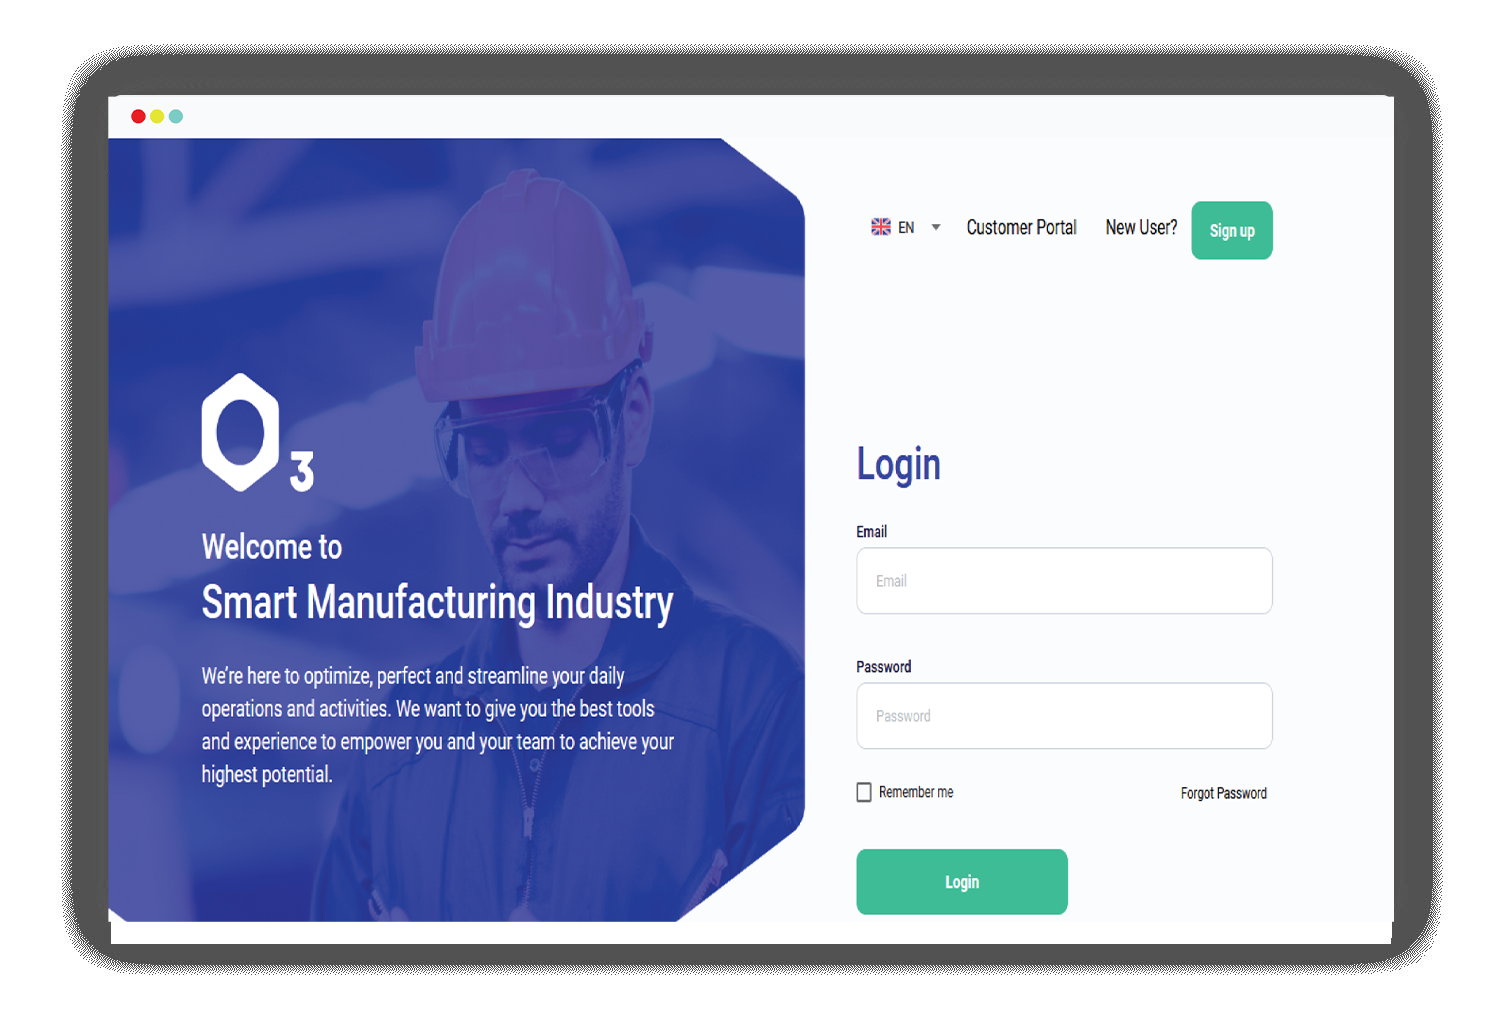 EN
Customer Portal
New User?
Sign up
O3
Welcome to
Smart Manufacturing Industry
We're here to optimize, perfect and streamline your daily
operations and activities. We want to give you the best tools
and experience to empower you and your team to achieve your
highest potential.
Login
Email
Email
Password
Password
Remember me
Forgot Password
Login